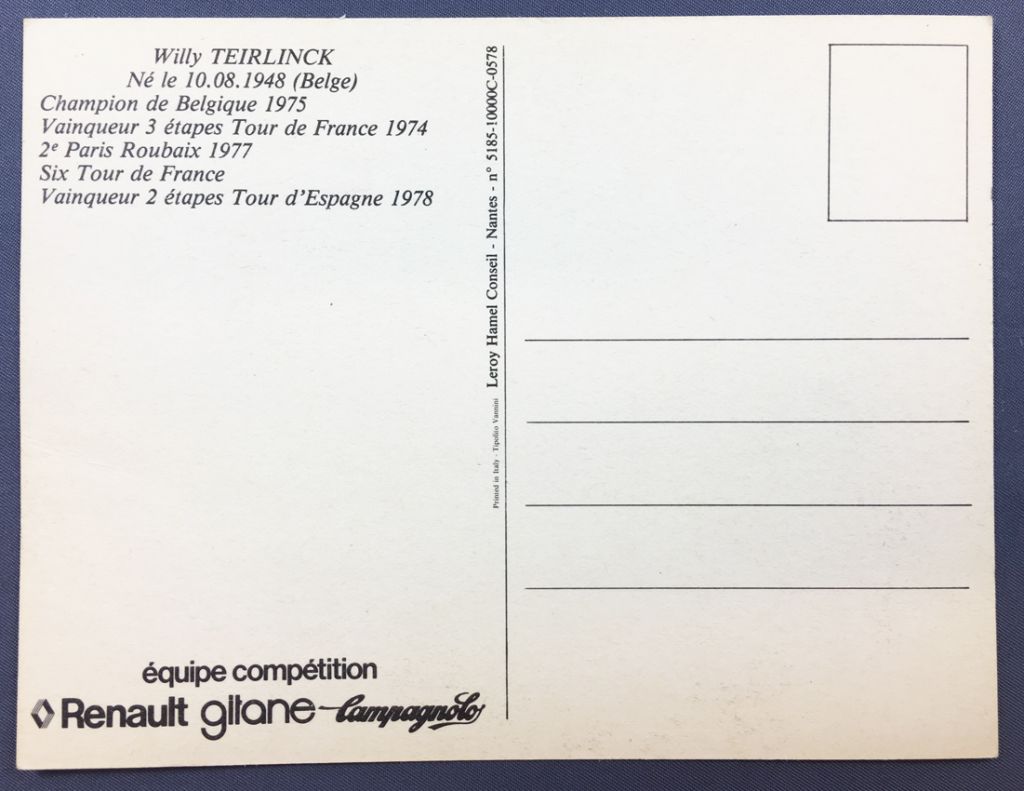 Willy TEIRLINCK
Né le 10.08.1948 (Belge)
Champion de Belgique 1975
Vainqueur 3 étapes Tour de France 1974
2e Paris Roubaix 1977
Six Tour de France
Vainqueur 2 étapes Tour d'Espagne 1978
équipe compétition
Renault gitane Campagnolo
Printed in Italy - Tipolito Vannini Leroy Hamel Conseil - Nantes - n° 5185-10000C-0578